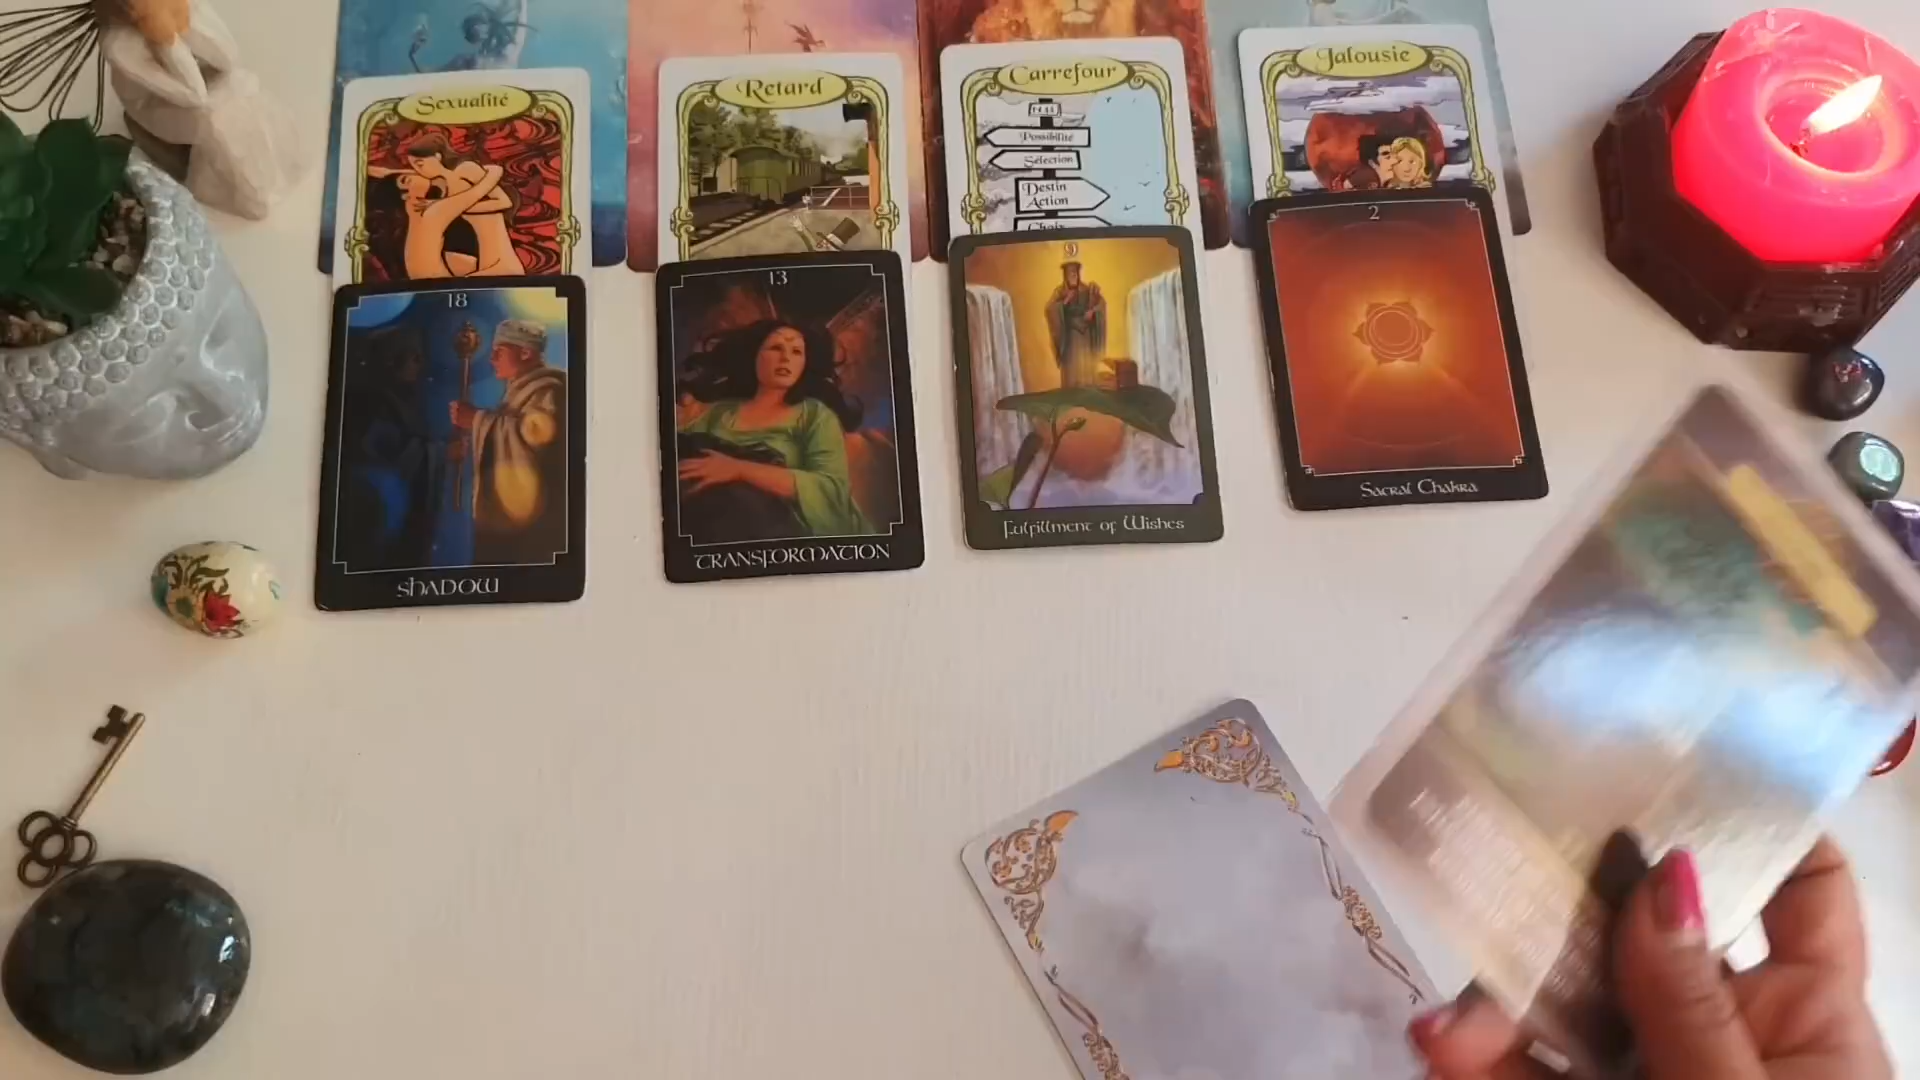 Sexualité
Retard
Carrefour
Possibilité
Sélection
Destin
Action
Choix
Jalousie
18
SHADOW
13
TRANSFORMATION
9
Fulfillment of Wishes
2
Sacral Chakra